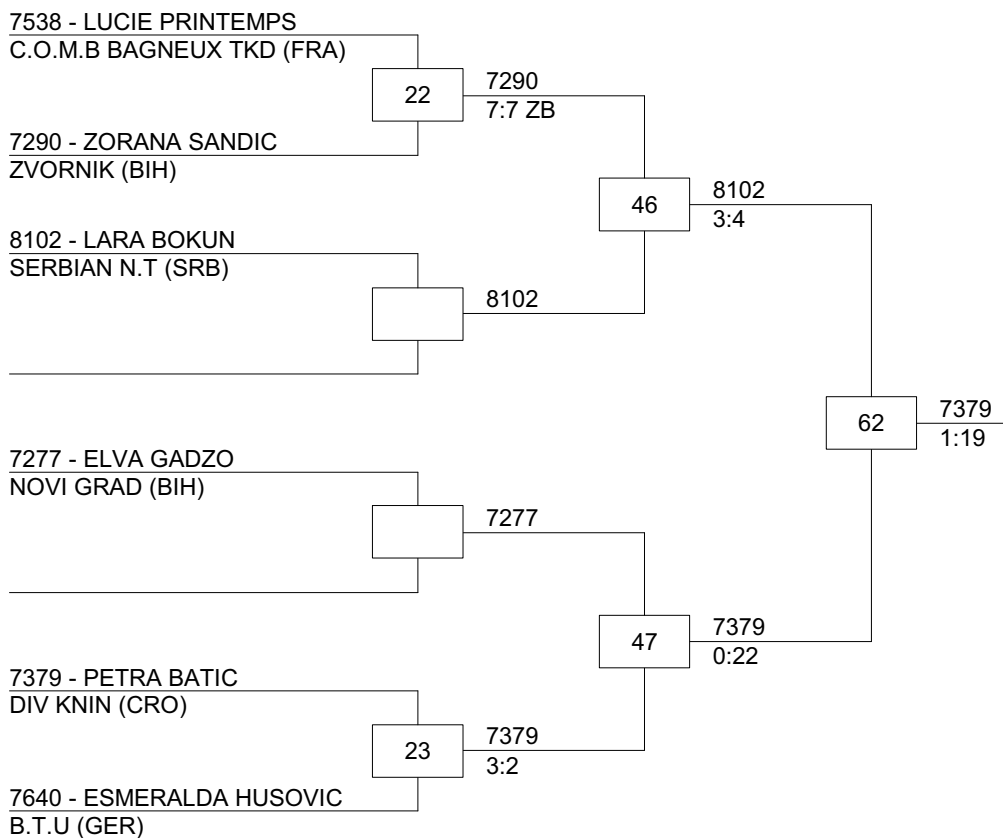 7538 - LUCIE PRINTEMPS
C.O.M.B BAGNEUX TKD (FRA)
22
7290
7:7 ZB
7290 - ZORANA SANDIC
ZVORNIK (BIH)
46
8102
3:4
8102 - LARA BOKUN
SERBIAN N.T (SRB)
8102
62
7379
1:19
7277 - ELVA GADZO
NOVI GRAD (BIH)
7277
47
7379
0:22
7379 - PETRA BATIC
DIV KNIN (CRO)
23
7379
3:2
7640 - ESMERALDA HUSOVIC
B.T.U (GER)